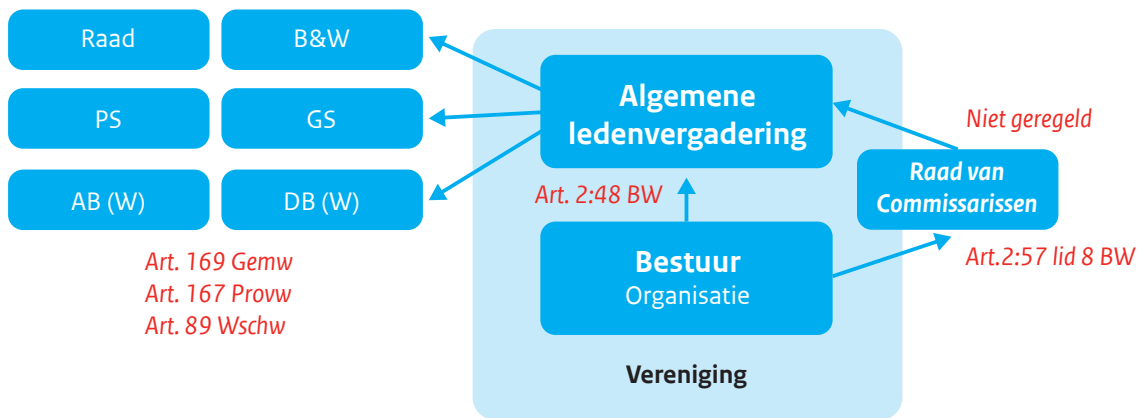 Raad
B&W
PS
GS
AB (W)
DB (W)
Art. 169 Gemw
Art. 167 Provw
Art. 89 Wschw
Algemene
ledenvergadering
Art. 2:48 BW
Bestuur
Organisatie
Vereniging
Niet geregeld
Raad van
Commissarissen
Art.2:57 lid 8 BW